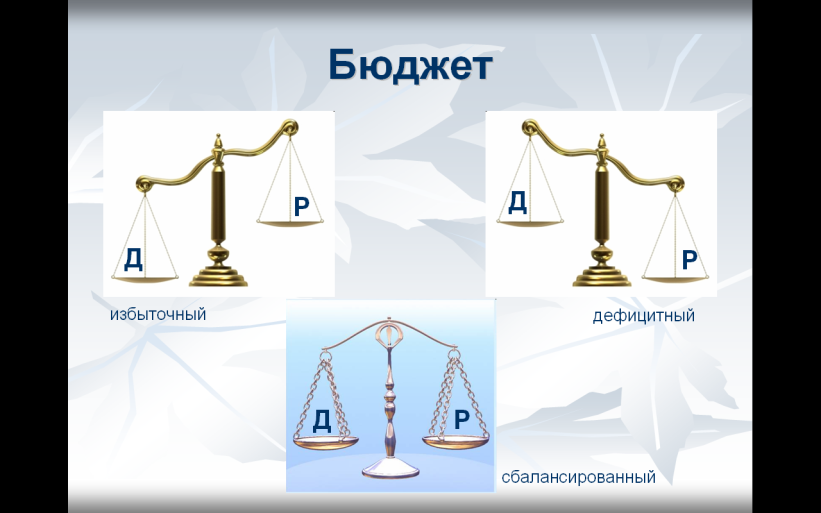 Бюджет
Р
Д
избыточный
Д
Р
дефицитный
Д
Р
сбалансированный